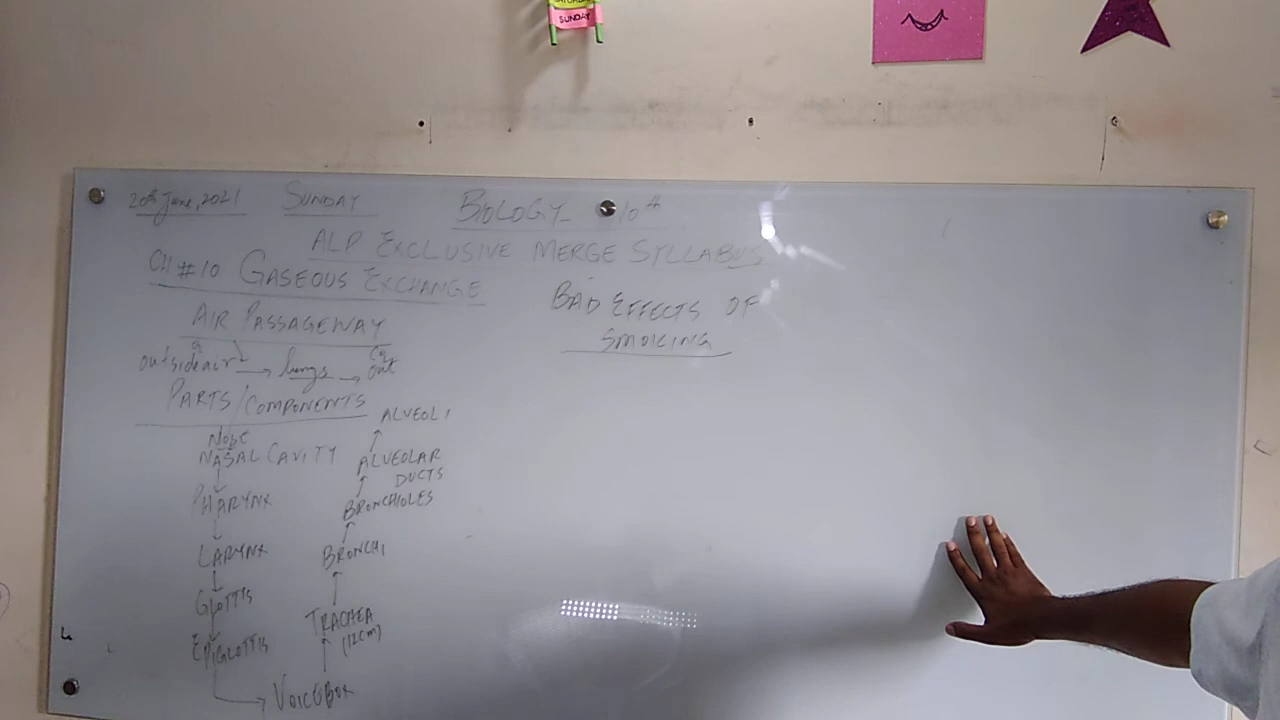 SATURDAY
SUNDAY
20th June, 2021 SUNDAY BIOLOGY 10th
ALP EXCLUSIVE MERGE SYLLABUS
CH #10 GASEOUS EXCHANGE
AIR PASSAGEWAY
outside air → lungs → out
PARTS/COMPONENTS
NOSE
NASAL CAVITY
↓
PHARYNX
↓
LARYNX
↓
GLOTTIS
↓
EPIGLOTTIS
→ VOICEBOX
↑
TRACHEA
(12cm)
↑
BRONCHI
↑
BRONCHIOLES
↑
ALVEOLAR
DUCTS
↑
ALVEOLI
BAD EFFECTS OF
SMOKING